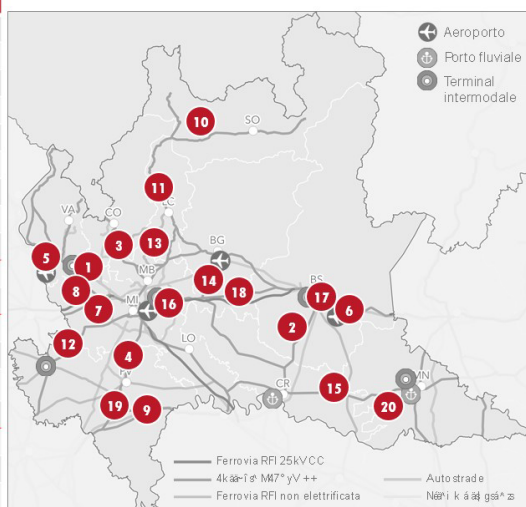 Aeroporto
Porto fluviale
Terminal
intermodale
10
SO
11
LC
VA
CO
3
13
BG
5
1
MB
14
8
18
BS
17
6
7
MI
16
2
12
LO
4
PV
CR
15
MN
19
9
20
Ferrovia RFI 25kV CC
Ferrovia RFI non elettrificata
Autostrade